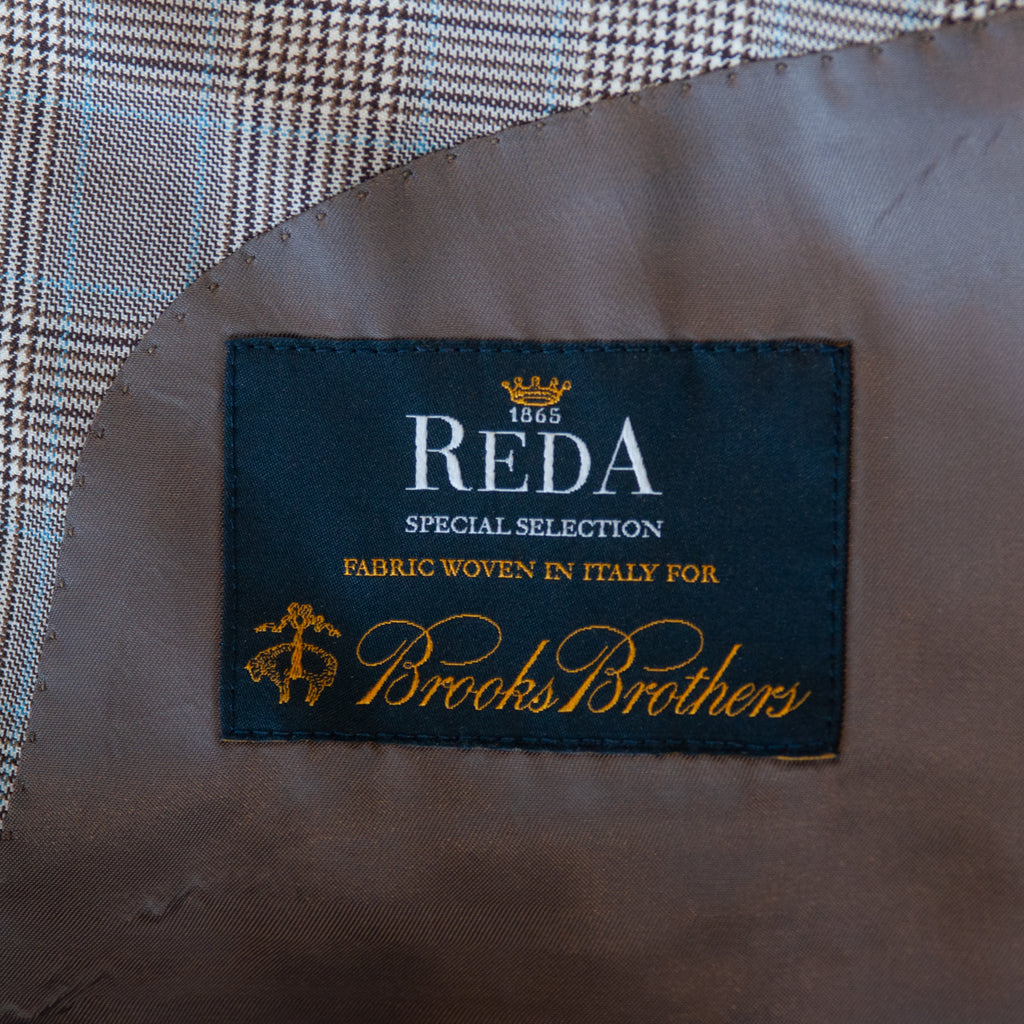 1865
REDA
SPECIAL SELECTION
FABRIC WOVEN IN ITALY FOR
Brooks Brothers